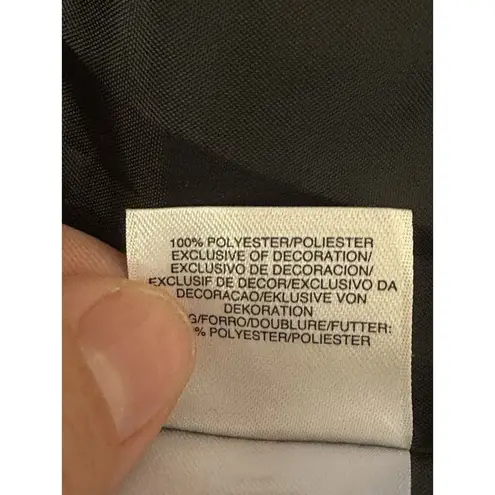 100% POLYESTER/POLIESTER
EXCLUSIVE OF DECORATION/
EXCLUSIVO DE DECORACION/
EXCLUSIF DE DECOR/EXCLUSIVO DA
DECORACAO/EKLUSIVE VON
DEKORATION
G/FORRO/DOUBLURE/FUTTER:
% POLYESTER/POLIESTER